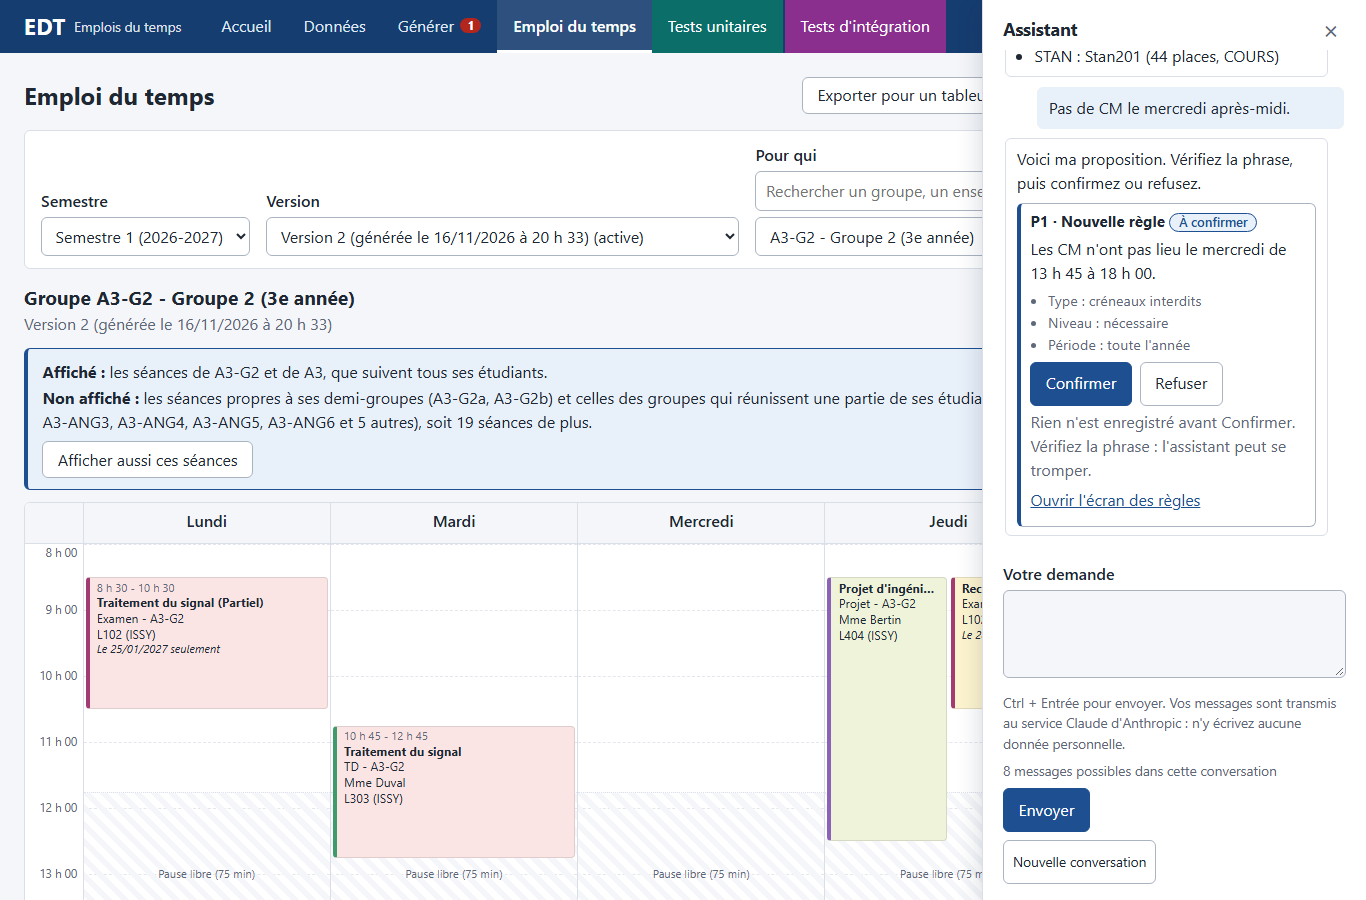 EDT Emplois du temps Accueil Données Générer 1 Emploi du temps Tests unitaires Tests d'intégration
Emploi du temps
Exporter pour un tableu
Semestre
Semestre 1 (2026-2027)
Version
Version 2 (générée le 16/11/2026 à 20 h 33) (active)
Pour qui
Rechercher un groupe, un ense
A3-G2 - Groupe 2 (3e année)
Groupe A3-G2 - Groupe 2 (3e année)
Version 2 (générée le 16/11/2026 à 20 h 33)
Affiché : les séances de A3-G2 et de A3, que suivent tous ses étudiants.
Non affiché : les séances propres à ses demi-groupes (A3-G2a, A3-G2b) et celles des groupes qui réunissent une partie de ses étudia
A3-ANG3, A3-ANG4, A3-ANG5, A3-ANG6 et 5 autres), soit 19 séances de plus.
Afficher aussi ces séances
Lundi Mardi Mercredi Jeudi
8 h 00
9 h 00
10 h 00
11 h 00
12 h 00
13 h 00
8 h 30 - 10 h 30
Traitement du signal (Partiel)
Examen - A3-G2
L102 (ISSY)
Le 25/01/2027 seulement
Pause libre (75 min)
10 h 45 - 12 h 45
Traitement du signal
TD - A3-G2
Mme Duval
L303 (ISSY)
Pause libre (75 min)
Pause libre (75 min)
Projet d'ingéni...
Projet - A3-G2
Mme Bertin
L404 (ISSY)
Rec
Exa
L10
Le 2
Pause libre (75 m
Assistant
×
• STAN : Stan201 (44 places, COURS)
Pas de CM le mercredi après-midi.
Voici ma proposition. Vérifiez la phrase,
puis confirmez ou refusez.
P1 · Nouvelle règle À confirmer
Les CM n'ont pas lieu le mercredi de
13 h 45 à 18 h 00.
• Type : créneaux interdits
• Niveau : nécessaire
• Période : toute l'année
Confirmer Refuser
Rien n'est enregistré avant Confirmer.
Vérifiez la phrase : l'assistant peut se
tromper.
Ouvrir l'écran des règles
Votre demande
Ctrl + Entrée pour envoyer. Vos messages sont transmis
au service Claude d'Anthropic : n'y écrivez aucune
donnée personnelle.
8 messages possibles dans cette conversation
Envoyer
Nouvelle conversation